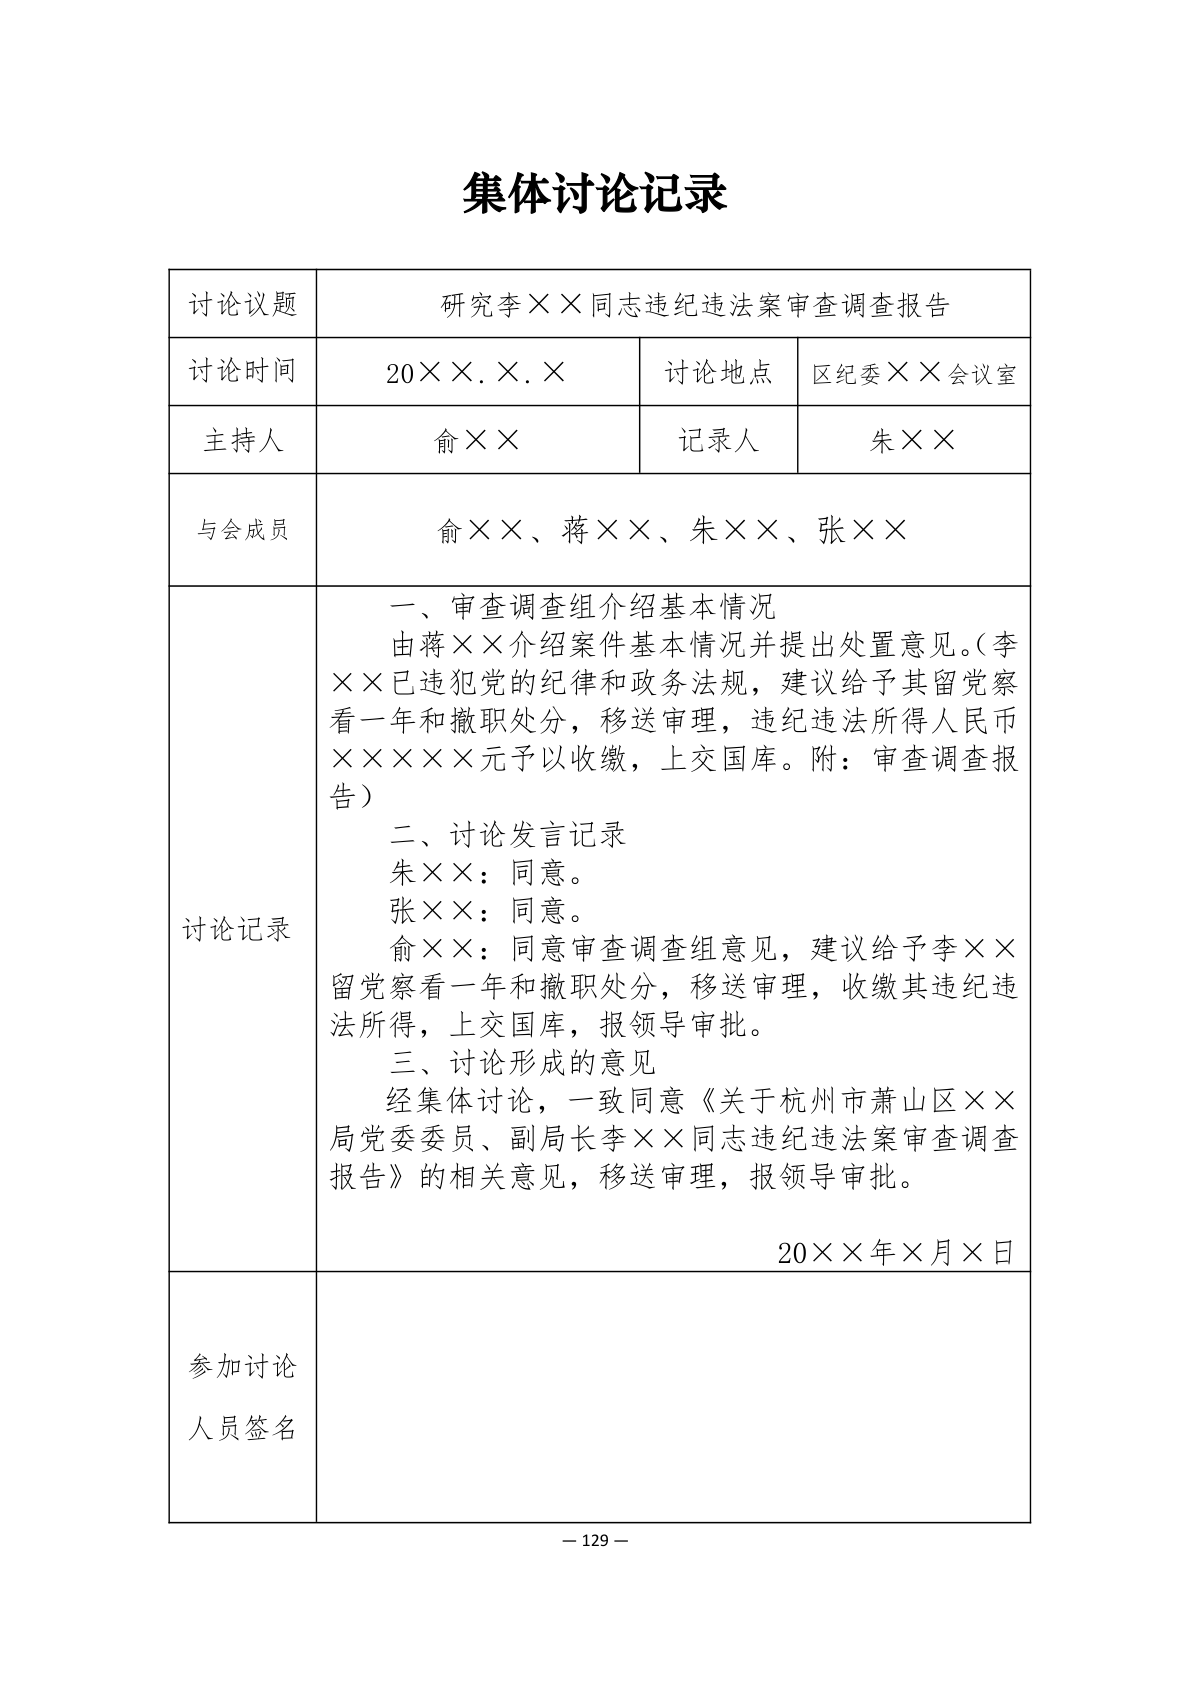 集体讨论记录
讨论议题 研究李××同志违纪违法案审查调查报告
讨论时间 20××.×.× 讨论地点 区纪委××会议室
主持人 俞×× 记录人 朱××
与会成员 俞××、蒋××、朱××、张××
讨论记录
一、审查调查组介绍基本情况
由蒋××介绍案件基本情况并提出处置意见。（李
××已违犯党的纪律和政务法规，建议给予其留党察
看一年和撤职处分，移送审理，违纪违法所得人民币
×××××元予以收缴，上交国库。附：审查调查报
告）
二、讨论发言记录
朱××：同意。
张××：同意。
俞××：同意审查调查组意见，建议给予李××
留党察看一年和撤职处分，移送审理，收缴其违纪违
法所得，上交国库，报领导审批。
三、讨论形成的意见
经集体讨论，一致同意《关于杭州市萧山区××
局党委委员、副局长李××同志违纪违法案审查调查
报告》的相关意见，移送审理，报领导审批。
20××年×月×日
参加讨论
人员签名
— 129 —